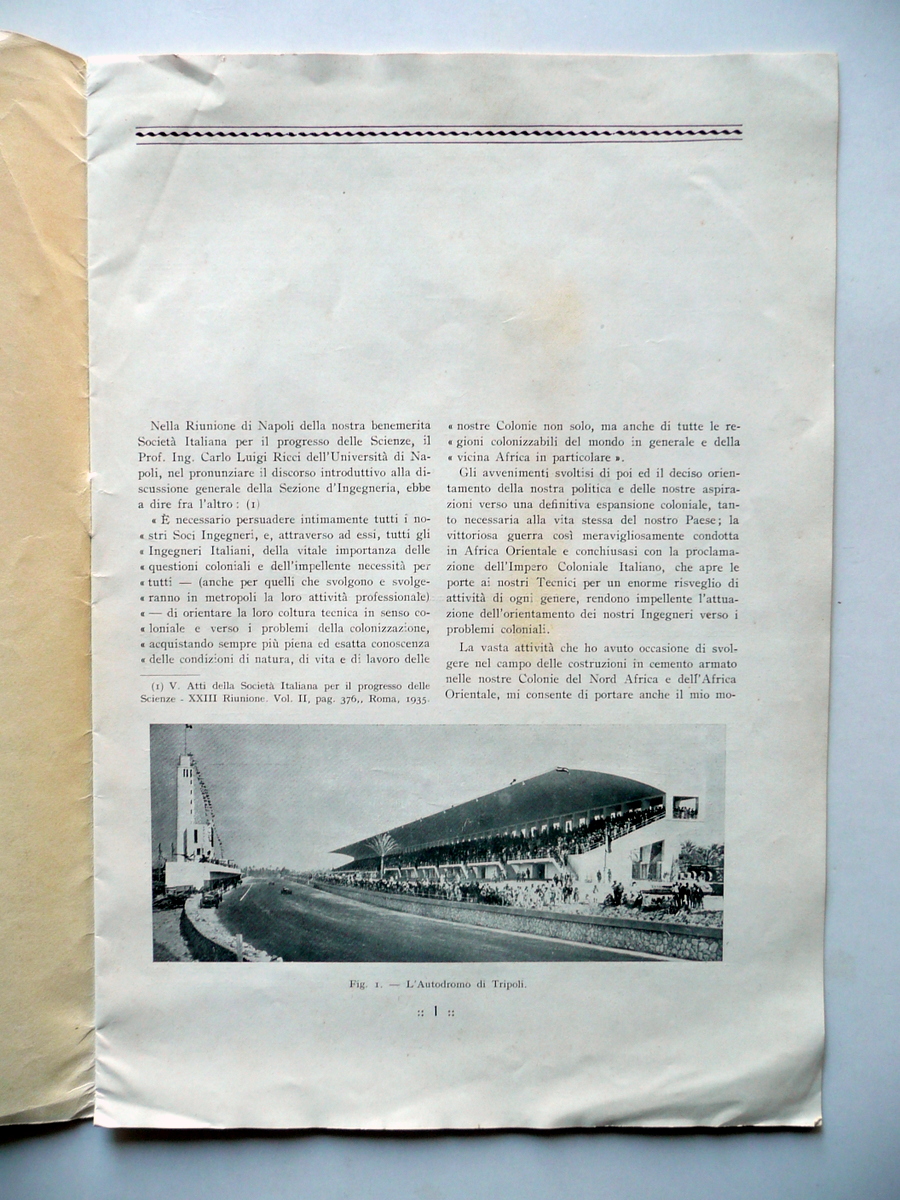 Nella Riunione di Napoli della nostra benemerita
Società Italiana per il progresso delle Scienze, il
Prof. Ing. Carlo Luigi Ricci dell'Università di Na-
poli, nel pronunziare il discorso introduttivo alla di-
scussione generale della Sezione d'Ingegneria, ebbe
a dire fra l'altro : (1)
« È necessario persuadere intimamente tutti i no-
« stri Soci Ingegneri, e, attraverso ad essi, tutti gli
« Ingegneri Italiani, della vitale importanza delle
« questioni coloniali e dell'impellente necessità per
« tutti — (anche per quelli che svolgono e svolge-
« ranno in metropoli la loro attività professionale)
« — di orientare la loro coltura tecnica in senso co-
« loniale e verso i problemi della colonizzazione,
« acquistando sempre più piena ed esatta conoscenza
« delle condizioni di natura, di vita e di lavoro delle
(1) V. Atti della Società Italiana per il progresso delle
Scienze - XXIII Riunione. Vol. II, pag. 376,, Roma, 1935.
« nostre Colonie non solo, ma anche di tutte le re-
« gioni colonizzabili del mondo in generale e della
« vicina Africa in particolare ».
Gli avvenimenti svoltisi di poi ed il deciso orien-
tamento della nostra politica e delle nostre aspira-
zioni verso una definitiva espansione coloniale, tan-
to necessaria alla vita stessa del nostro Paese ; la
vittoriosa guerra così meravigliosamente condotta
in Africa Orientale e conchiusasi con la proclama-
zione dell'Impero Coloniale Italiano, che apre le
porte ai nostri Tecnici per un enorme risveglio di
attività di ogni genere, rendono impellente l'attua-
zione dell'orientamento dei nostri Ingegneri verso i
problemi coloniali.
La vasta attività che ho avuto occasione di svol-
gere nel campo delle costruzioni in cemento armato
nelle nostre Colonie del Nord Africa e dell'Africa
Orientale, mi consente di portare anche il mio mo-
Fig. 1. — L'Autodromo di Tripoli.
:: 1 ::